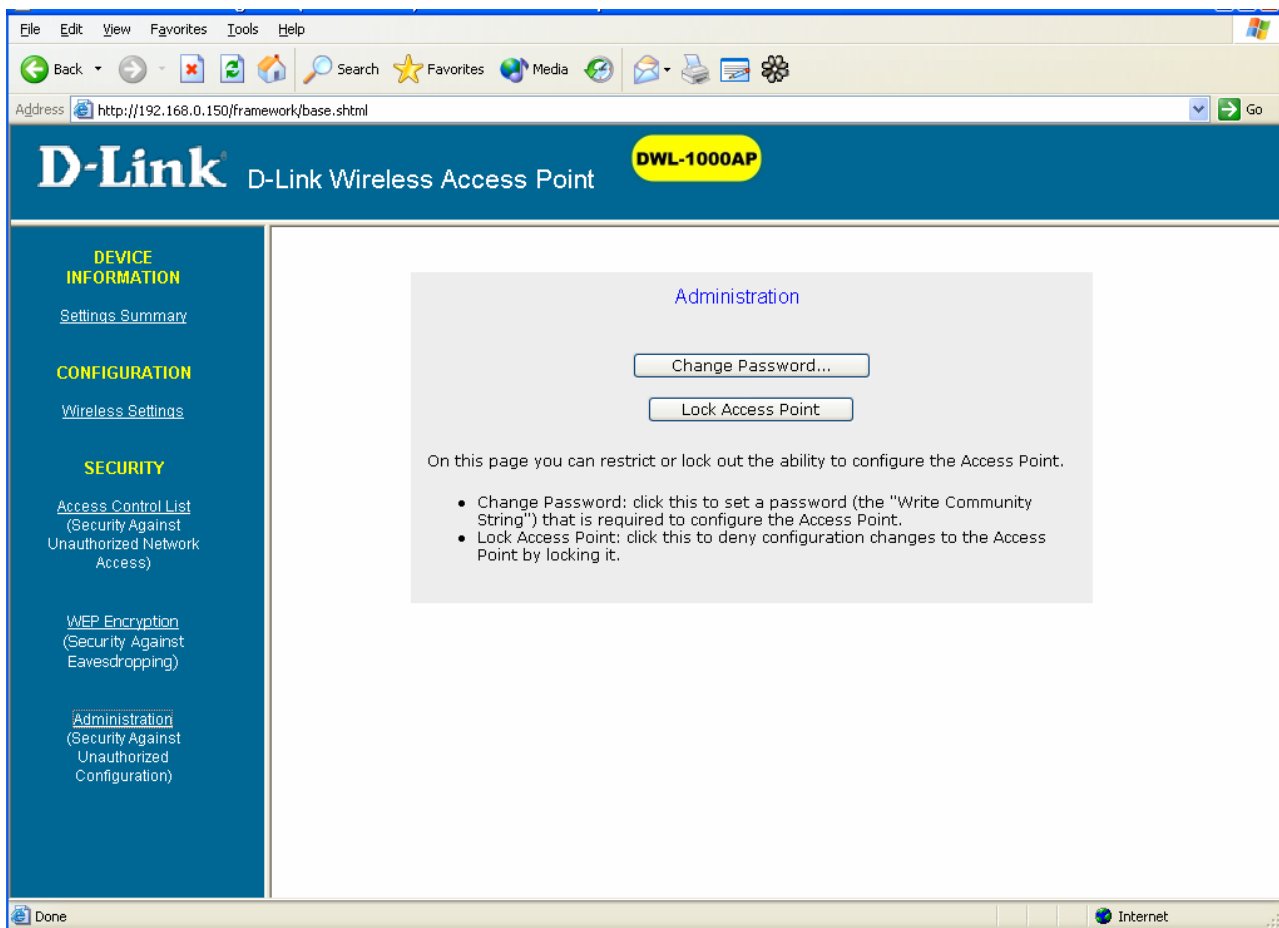 File Edit View Favorites Tools Help
Back Search Favorites Media
Address http://192.168.0.150/framework/base.shtml Go
D-Link D-Link Wireless Access Point DWL-1000AP
DEVICE
INFORMATION
Settings Summary
CONFIGURATION
Wireless Settings
SECURITY
Access Control List
(Security Against
Unauthorized Network
Access)
WEP Encryption
(Security Against
Eavesdropping)
Administration
(Security Against
Unauthorized
Configuration)
Administration
Change Password...
Lock Access Point
On this page you can restrict or lock out the ability to configure the Access Point.
• Change Password: click this to set a password (the "Write Community
String") that is required to configure the Access Point.
• Lock Access Point: click this to deny configuration changes to the Access
Point by locking it.
Done Internet